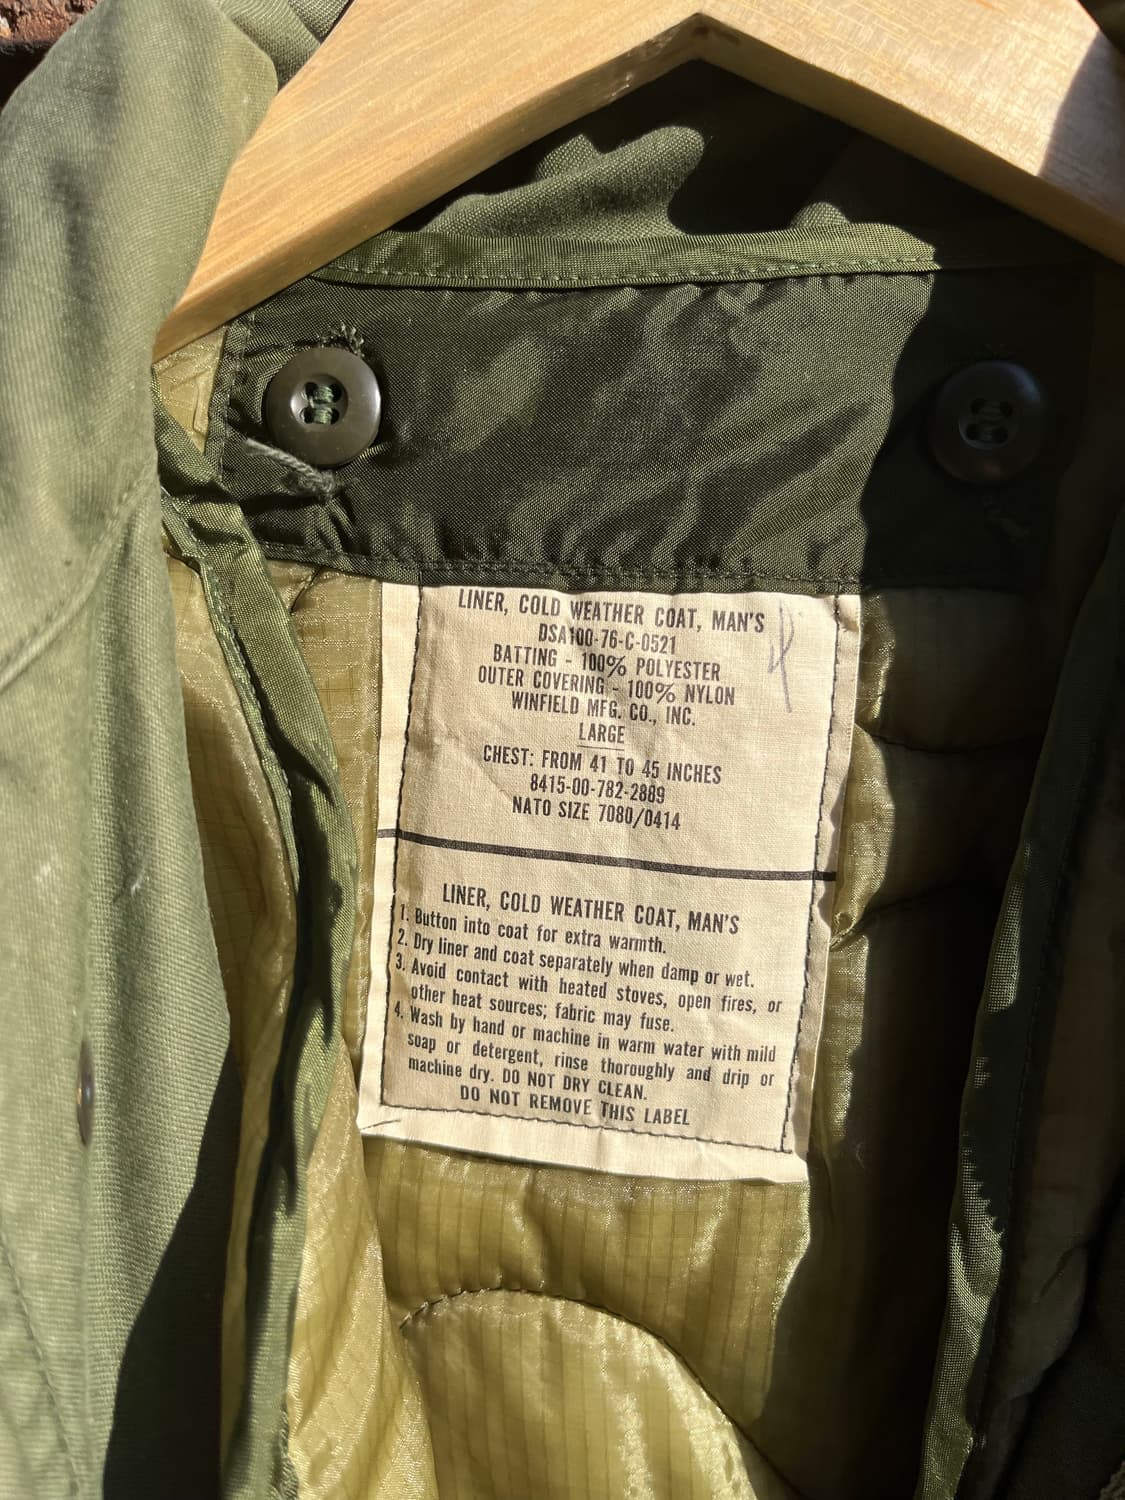 LINER, COLD WEATHER COAT, MAN'S
DSA100-76-C-0521
BATTING - 100% POLYESTER
OUTER COVERING - 100% NYLON
WINFIELD MFG. CO., INC.
LARGE
CHEST: FROM 41 TO 45 INCHES
8415-00-782-2889
NATO SIZE 7080/0414
LINER, COLD WEATHER COAT, MAN'S
1. Button into coat for extra warmth.
2. Dry liner and coat separately when damp or wet.
3. Avoid contact with heated stoves, open fires, or
other heat sources; fabric may fuse.
4. Wash by hand or machine in warm water with mild
soap or detergent, rinse thoroughly and drip or
machine dry. DO NOT DRY CLEAN.
DO NOT REMOVE THIS LABEL